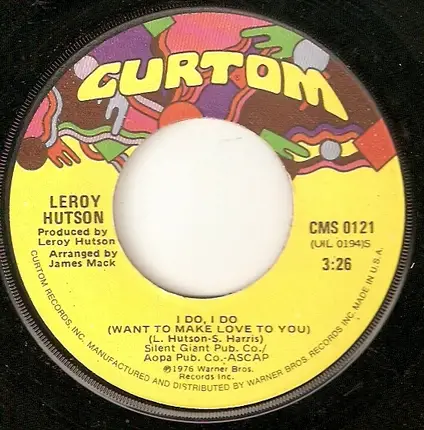 CURTOM
LEROY
HUTSON
Produced by
Leroy Hutson
Arranged by
James Mack
CMS 0121
(UIL 0194)S
3:26
I DO, I DO
(WANT TO MAKE LOVE TO YOU)
(L. Hutson-S. Harris)
Silent Giant Pub. Co./
Aopa Pub. Co.-ASCAP
℗1976 Warner Bros.
Records Inc.
CURTOM RECORDS, INC. MANUFACTURED AND DISTRIBUTED BY WARNER BROS. RECORDS INC. MADE IN U.S.A.